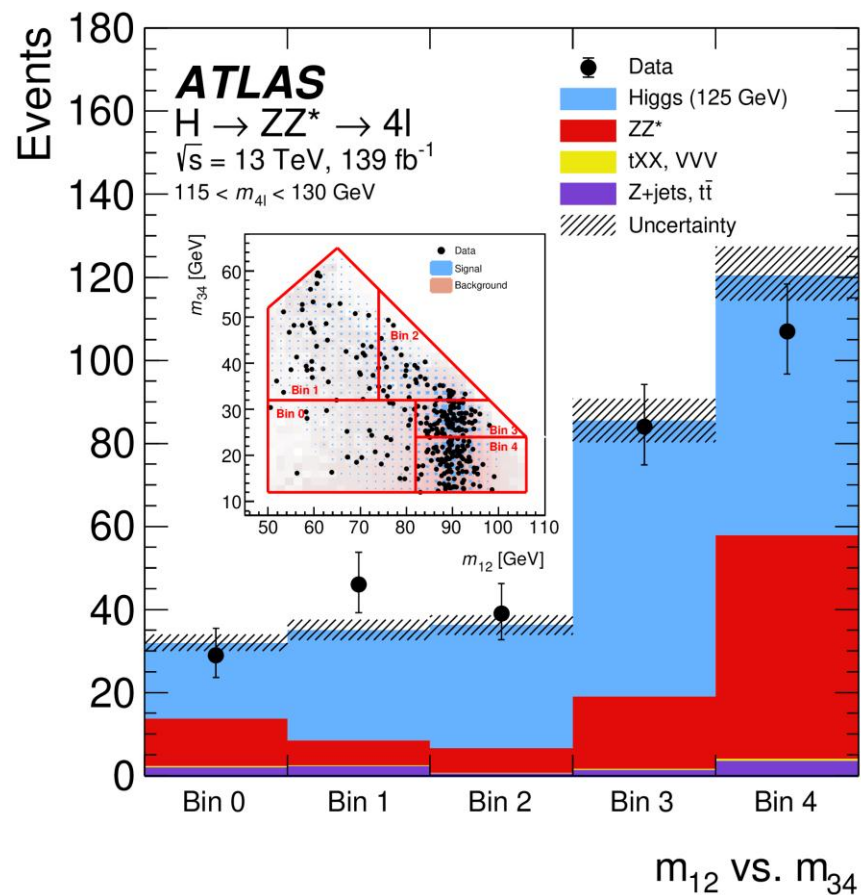 Events
180
160
140
120
100
80
60
40
20
0
ATLAS
H → ZZ* → 4l
√s = 13 TeV, 139 fb⁻¹
115 < m₄ₗ < 130 GeV
Data
Higgs (125 GeV)
ZZ*
tXX, VVV
Z+jets, tt̄
Uncertainty
m₃₄ [GeV]
60
50
40
30
20
10
Data
Signal
Background
Bin 2
Bin 1
Bin 0
Bin 3
Bin 4
50 60 70 80 90 100 110
m₁₂ [GeV]
Bin 0 Bin 1 Bin 2 Bin 3 Bin 4
m₁₂ vs. m₃₄